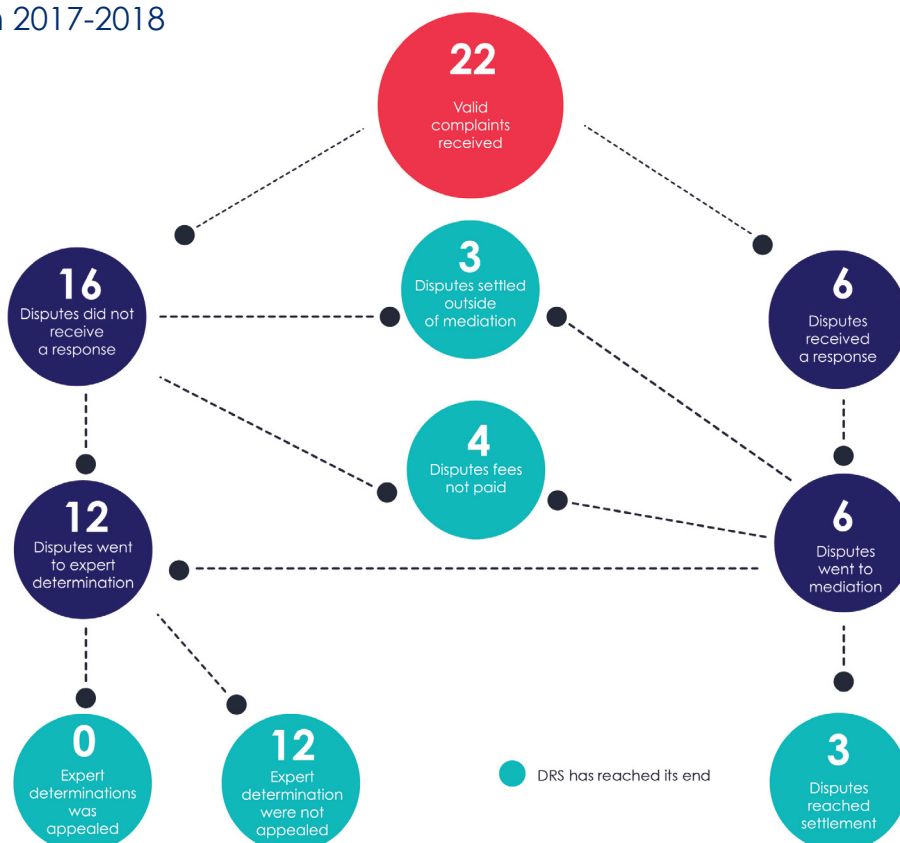 2017-2018
22
Valid
complaints
received
16
Disputes did not
receive
a response
3
Disputes settled
outside
of mediation
6
Disputes
received
a response
4
Disputes fees
not paid
12
Disputes went
to expert
determination
6
Disputes
went to
mediation
0
Expert
determinations
was
appealed
12
Expert
determination
were not
appealed
DRS has reached its end
3
Disputes
reached
settlement